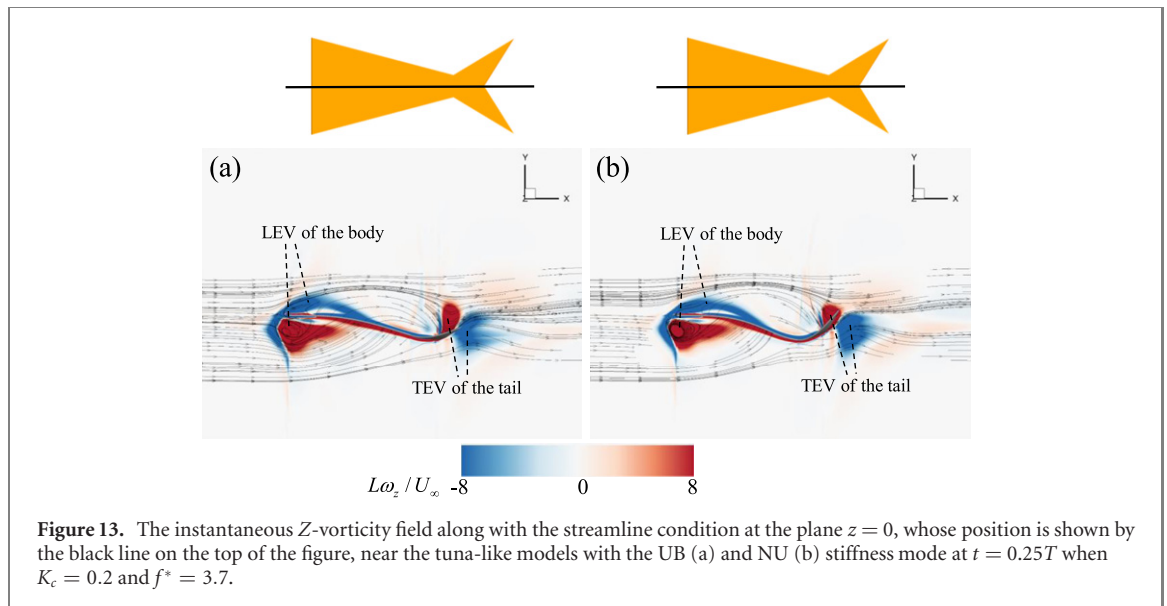 (a)
Y
Z
X
LEV of the body
TEV of the tail
(b)
Y
Z
X
LEV of the body
TEV of the tail
Lω_z / U_∞ -8 0 8
Figure 13. The instantaneous Z-vorticity field along with the streamline condition at the plane z = 0, whose position is shown by
the black line on the top of the figure, near the tuna-like models with the UB (a) and NU (b) stiffness mode at t = 0.25T when
K_c = 0.2 and f* = 3.7.